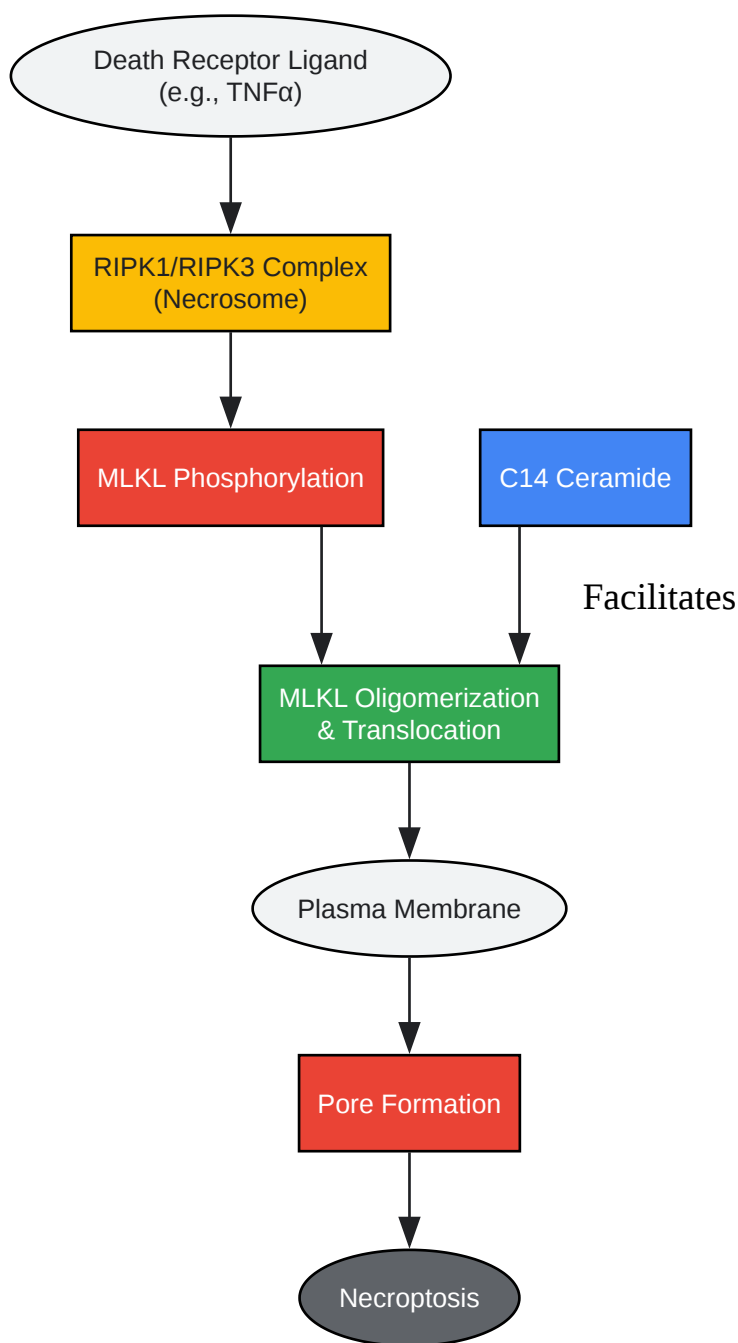 Death Receptor Ligand
(e.g., TNFα)
RIPK1/RIPK3 Complex
(Necrosome)
MLKL Phosphorylation
C14 Ceramide
Facilitates
MLKL Oligomerization
& Translocation
Plasma Membrane
Pore Formation
Necroptosis